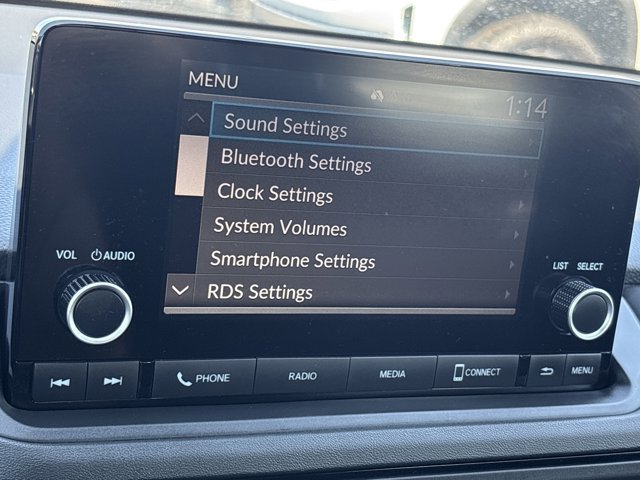 MENU
1:14
Sound Settings
Bluetooth Settings
Clock Settings
System Volumes
Smartphone Settings
RDS Settings
VOL AUDIO
LIST SELECT
PHONE RADIO MEDIA CONNECT MENU